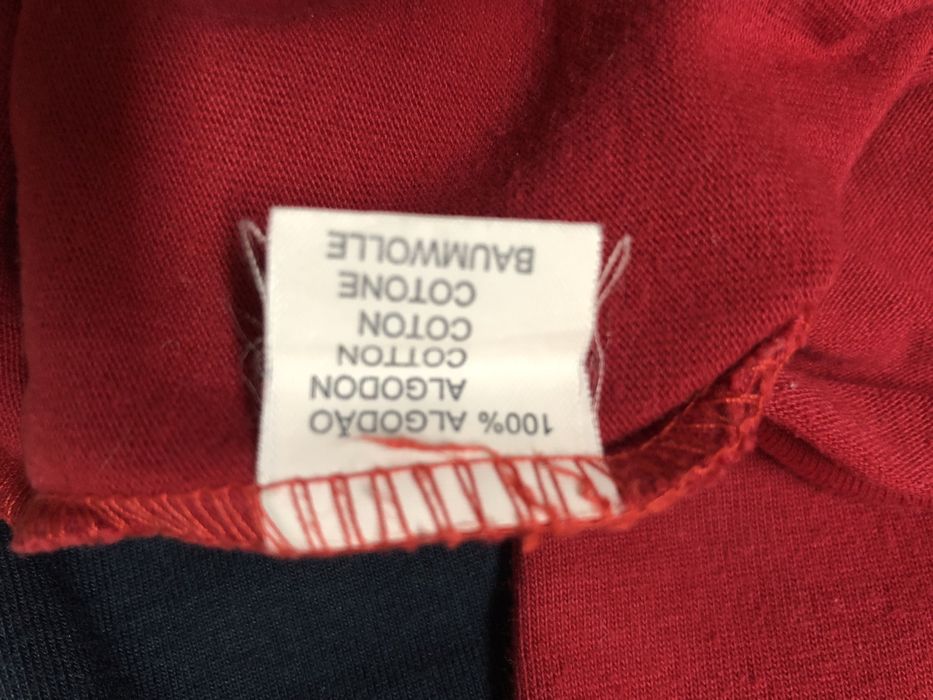 100% ALGODÃO
ALGODON
COTTON
COTON
COTONE
BAUMWOLLE